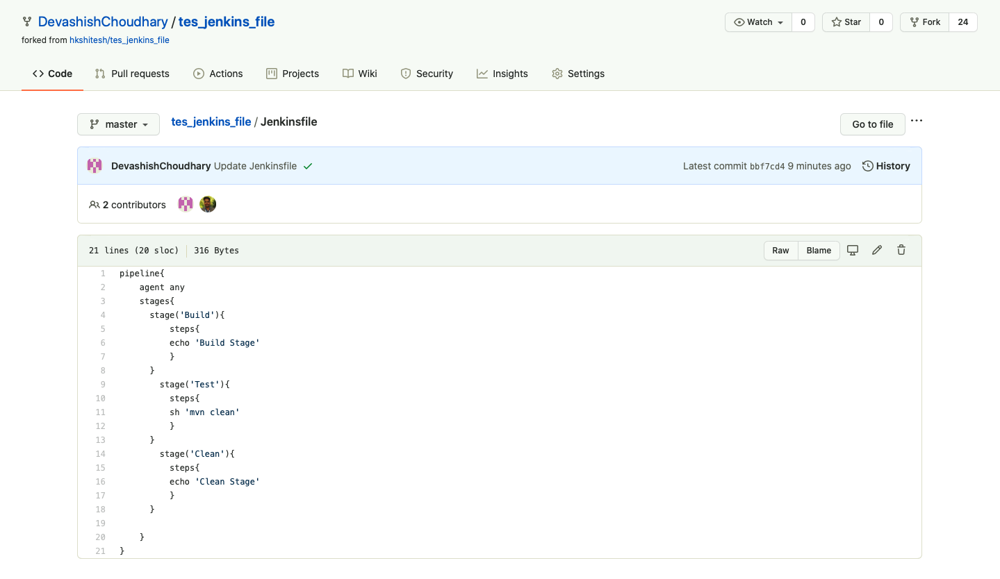 DevashishChoudhary / tes_jenkins_file
Watch 0 Star 0 Fork 24
forked from hkshitesh/tes_jenkins_file
Code Pull requests Actions Projects Wiki Security Insights Settings
master tes_jenkins_file / Jenkinsfile Go to file ...
DevashishChoudhary Update Jenkinsfile Latest commit bbf7cd4 9 minutes ago History
2 contributors
21 lines (20 sloc) 316 Bytes Raw Blame
1 pipeline{
2     agent any
3     stages{
4       stage('Build'){
5           steps{
6           echo 'Build Stage'
7           }
8       }
9         stage('Test'){
10           steps{
11           sh 'mvn clean'
12           }
13       }
14         stage('Clean'){
15           steps{
16           echo 'Clean Stage'
17           }
18       }
19
20     }
21 }